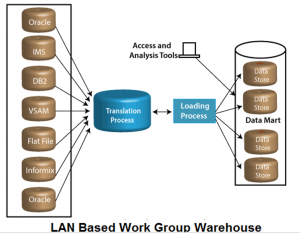 Oracle
IMS
DB2
VSAM
Flat File
Informix
Oracle
Translation
Process
Loading
Process
Access and
Analysis Tools
Data
Store
Data
Store
Data Mart
Data
Store
Data
Store
LAN Based Work Group Warehouse